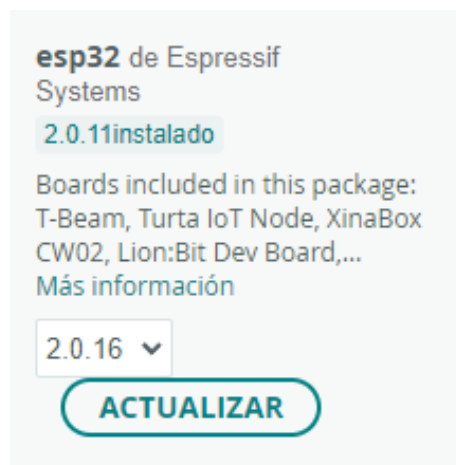 esp32 de Espressif
Systems
2.0.11instalado
Boards included in this package:
T-Beam, Turta IoT Node, XinaBox
CW02, Lion:Bit Dev Board,...
Más información
2.0.16
ACTUALIZAR